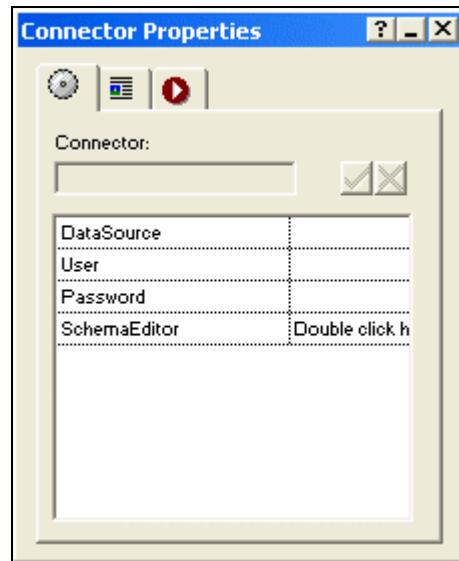 Connector Properties
Connector:
DataSource
User
Password
SchemaEditor Double click h